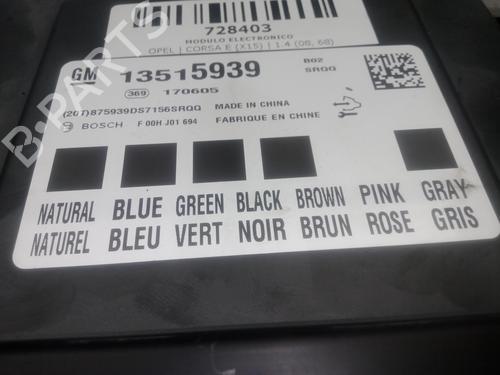 728403
MODULO ELECTRONICO
OPEL | CORSA E (X15) | 1.4 (08, 68)
GM 13515939 B02
SRQQ
369 170605
(20T)875939DS7156SRQQ MADE IN CHINA
BOSCH F 00H J01 694 FABRIQUE EN CHINE
NATURAL BLUE GREEN BLACK BROWN PINK GRAY
NATUREL BLEU VERT NOIR BRUN ROSE GRIS
B-PARTS